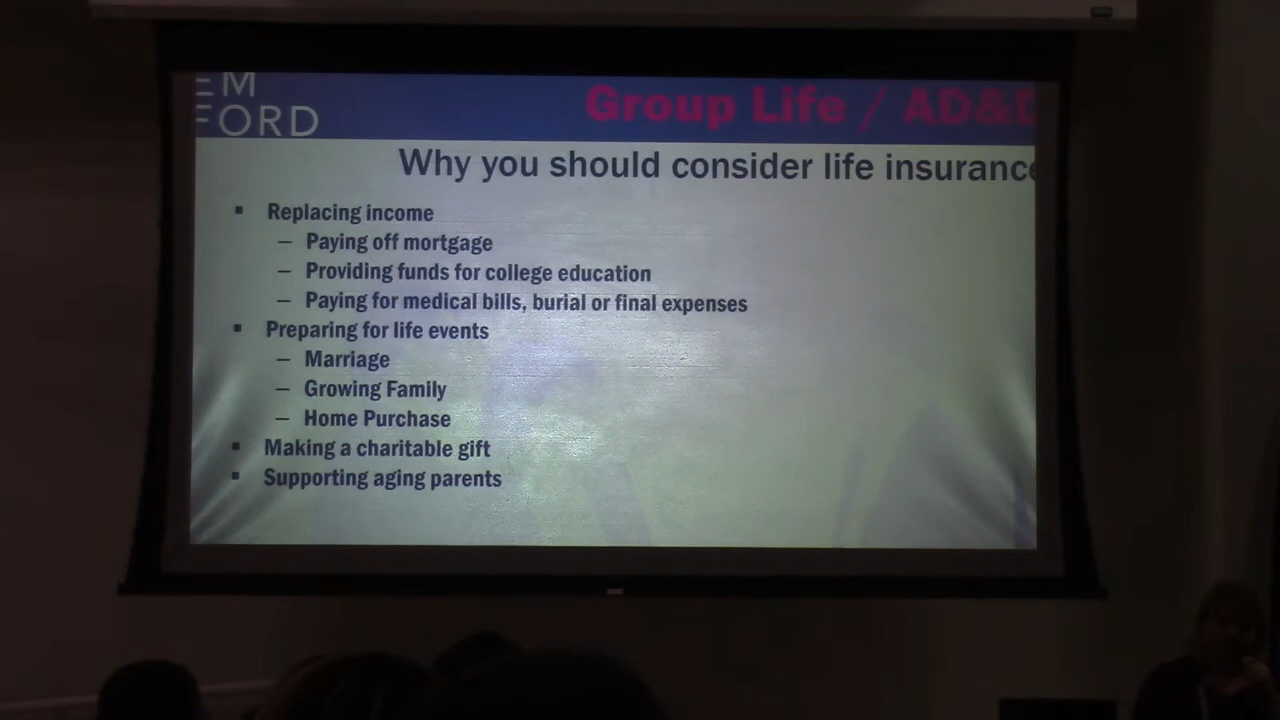 EM
FORD
Group Life / AD&D
Why you should consider life insurance
▪ Replacing income
– Paying off mortgage
– Providing funds for college education
– Paying for medical bills, burial or final expenses
▪ Preparing for life events
– Marriage
– Growing Family
– Home Purchase
▪ Making a charitable gift
▪ Supporting aging parents